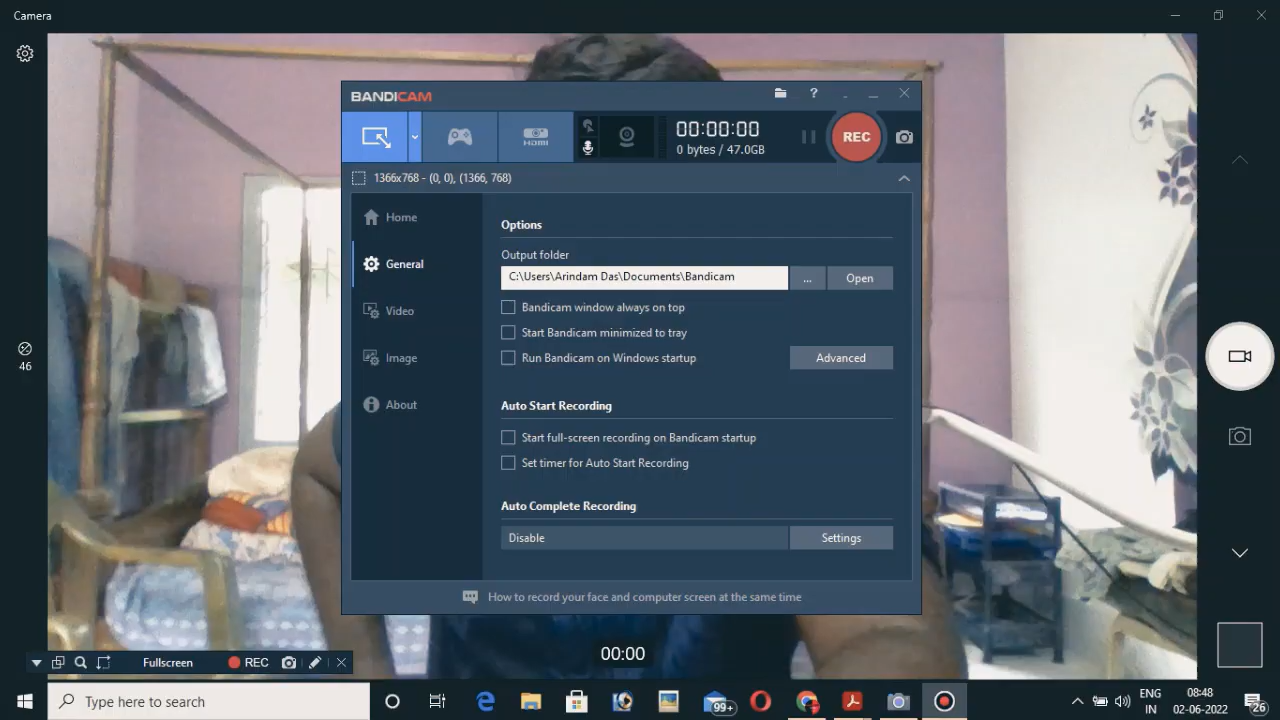 Camera
BANDICAM
?
HDMI
00:00:00
0 bytes / 47.0GB
REC
1366x768 - (0, 0), (1366, 768)
Home
General
Video
Image
About
Options
Output folder
C:\Users\Arindam Das\Documents\Bandicam
...
Open
Bandicam window always on top
Start Bandicam minimized to tray
Run Bandicam on Windows startup
Advanced
Auto Start Recording
Start full-screen recording on Bandicam startup
Set timer for Auto Start Recording
Auto Complete Recording
Disable
Settings
How to record your face and computer screen at the same time
46
00:00
Fullscreen
REC
Type here to search
99+
ENG
IN
08:48
02-06-2022
26